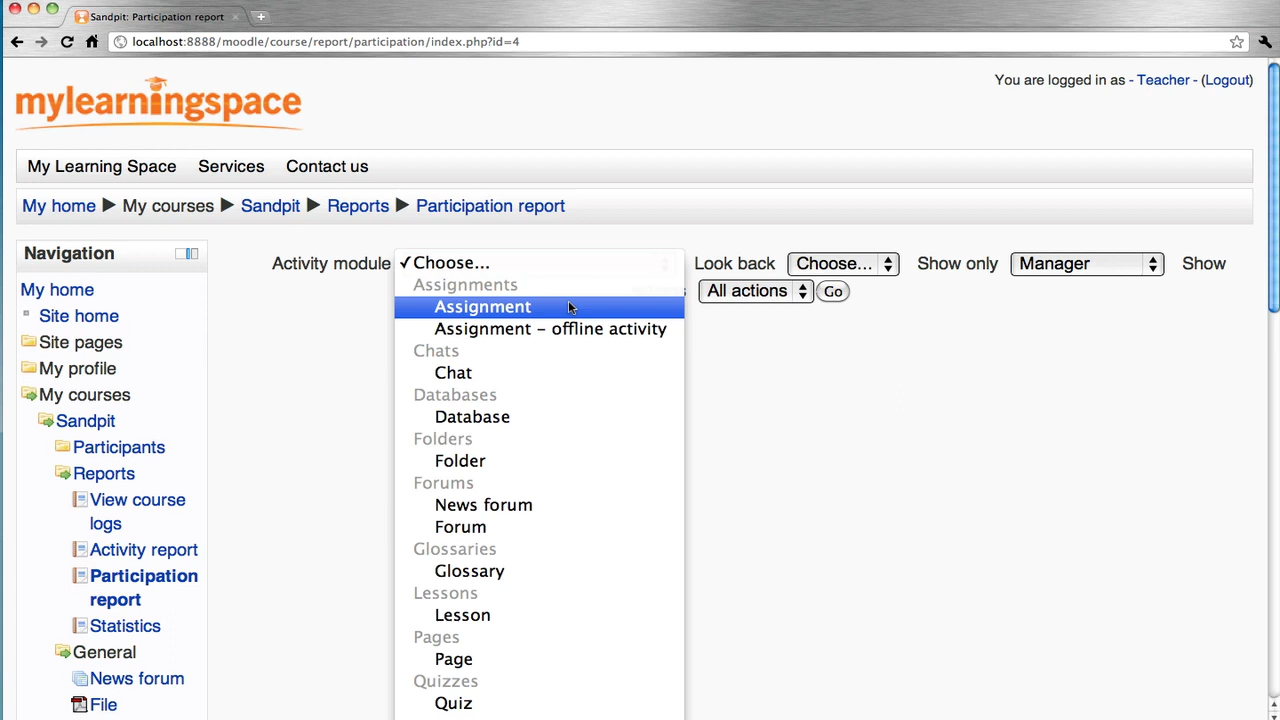 Sandpit: Participation report
localhost:8888/moodle/course/report/participation/index.php?id=4
You are logged in as - Teacher - (Logout)
mylearningspace
My Learning Space Services Contact us
My home ▶ My courses ▶ Sandpit ▶ Reports ▶ Participation report
Navigation
My home
Site home
Site pages
My profile
My courses
Sandpit
Participants
Reports
View course
logs
Activity report
Participation
report
Statistics
General
News forum
File
Activity module ✓Choose... Look back Choose... Show only Manager Show
All actions Go
Assignments
Assignment
Assignment – offline activity
Chats
Chat
Databases
Database
Folders
Folder
Forums
News forum
Forum
Glossaries
Glossary
Lessons
Lesson
Pages
Page
Quizzes
Quiz